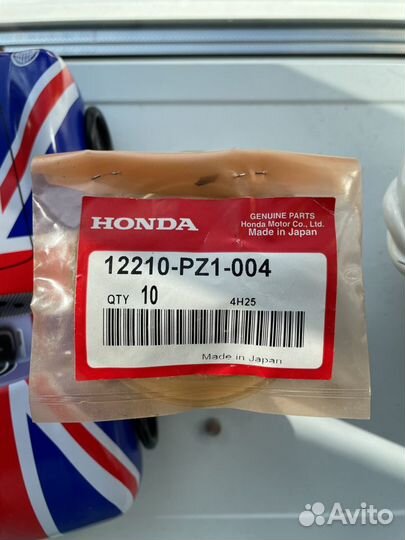 HONDA
GENUINE PARTS
Honda Motor Co., Ltd.
Made in Japan
12210-PZ1-004
QTY 10 4H25
Made in Japan
Avito